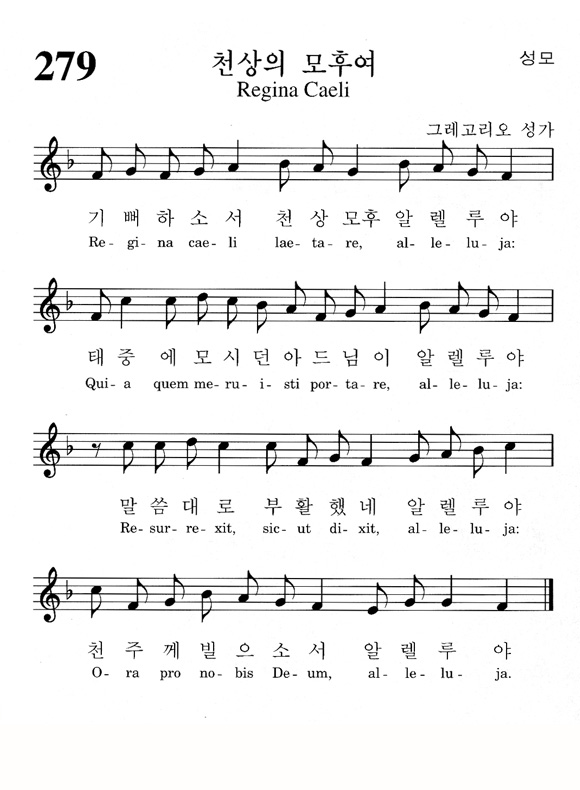 279 천상의 모후여 성모
Regina Caeli
그레고리오 성가
기뻐하소서 천상모후알렐루야
Re-gi-na cae-li lae-ta-re, al-le-lu-ja:
태중에모시던아드님이 알렐루야
Qui-a quem me-ru-i-sti por-ta-re, al-le-lu-ja:
말씀대로 부활했네 알렐루야
Re-sur-re-xit, sic-ut di-xit, al-le-lu-ja:
천주께빌으소서 알렐루야
O-ra pro no-bis De-um, al-le-lu-ja.